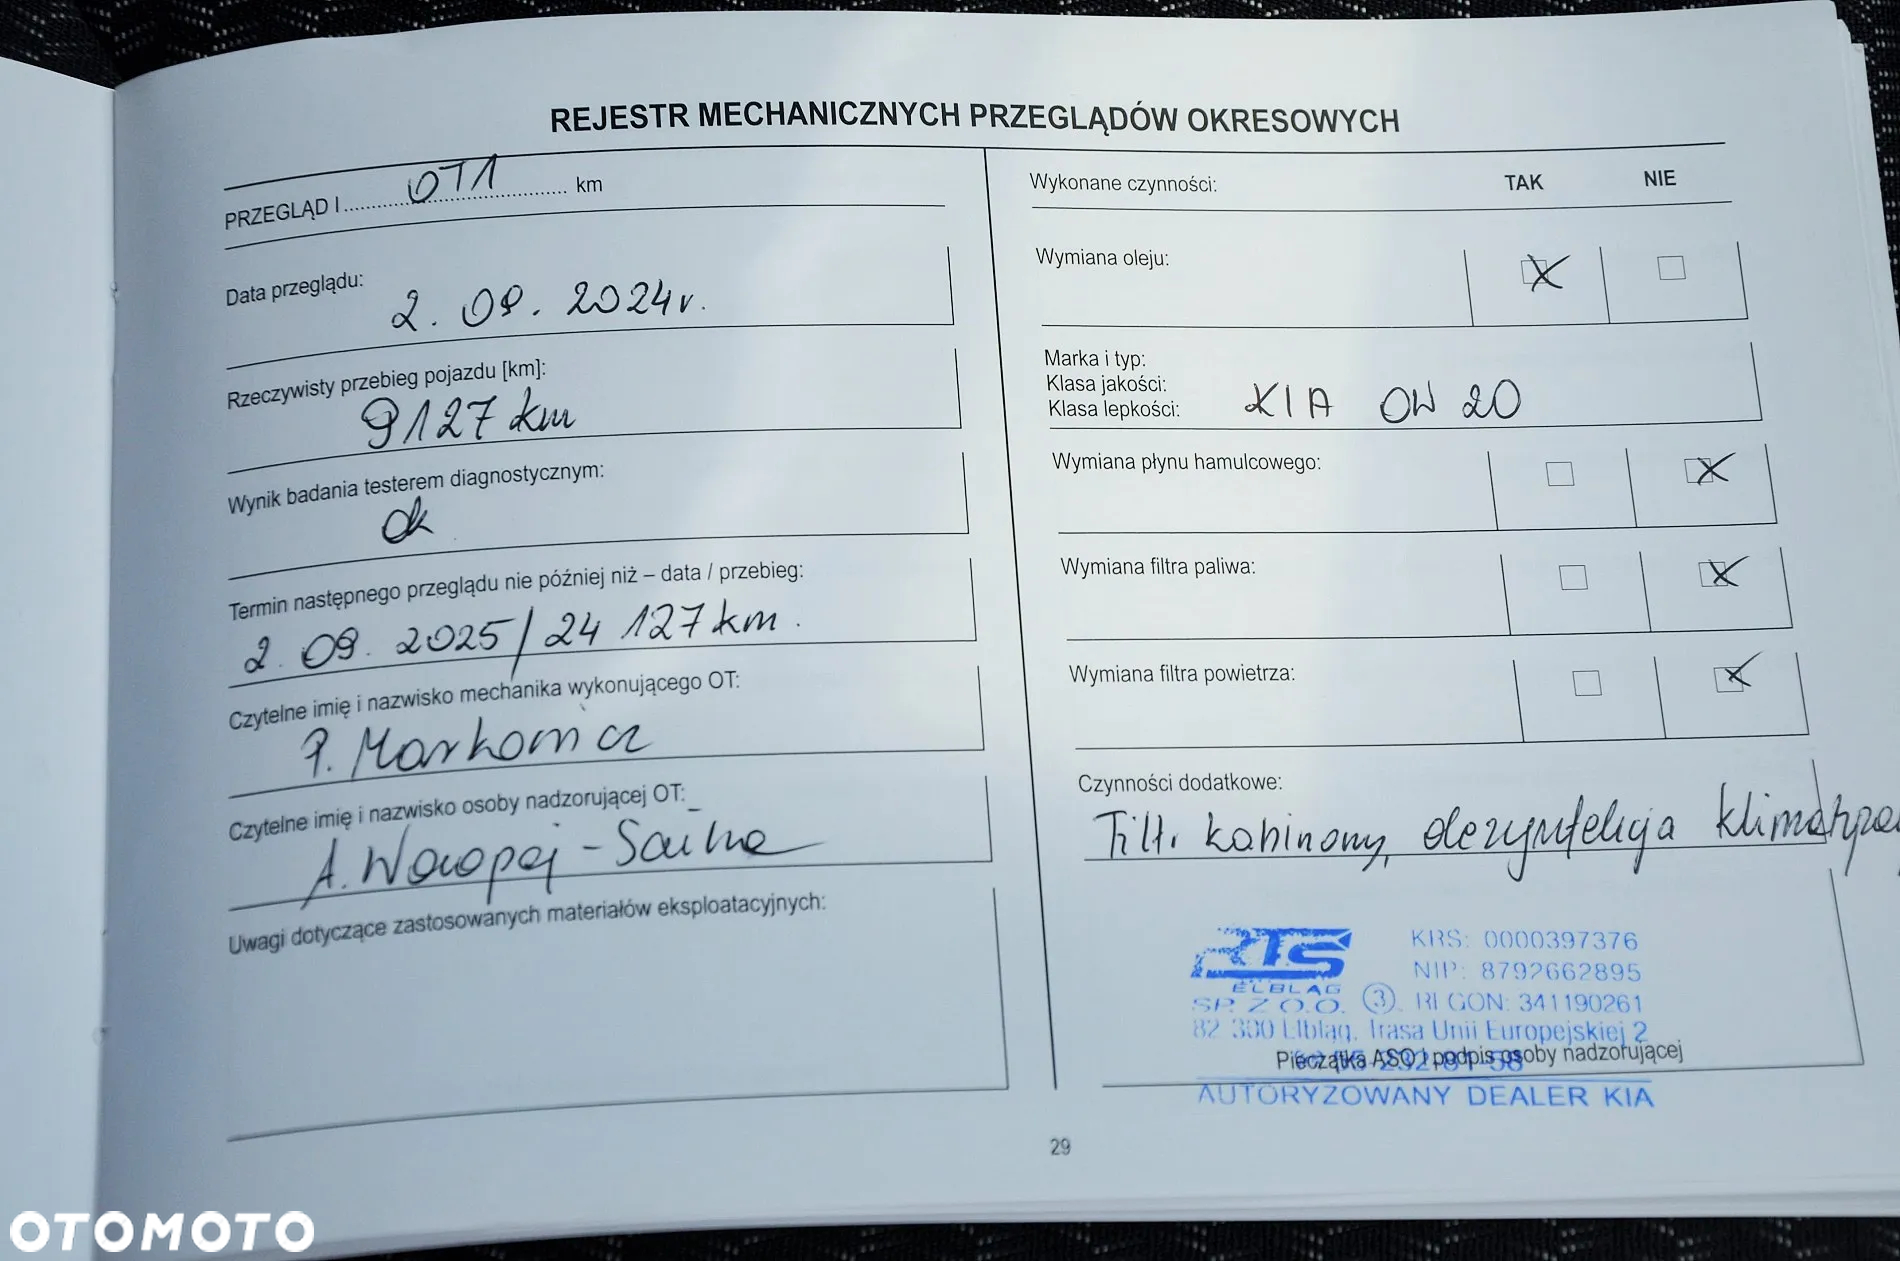 REJESTR MECHANICZNYCH PRZEGLĄDÓW OKRESOWYCH
PRZEGLĄD I OT1 km
Data przeglądu:
2. 09. 2024r.
Rzeczywisty przebieg pojazdu [km]:
9127 km
Wynik badania testerem diagnostycznym:
ok
Termin następnego przeglądu nie później niż – data / przebieg:
2. 09. 2025 / 24 127 km.
Czytelne imię i nazwisko mechanika wykonującego OT:
P.
Czytelne imię i nazwisko osoby nadzorującej OT:
A.
Uwagi dotyczące zastosowanych materiałów eksploatacyjnych:
Wykonane czynności: TAK NIE
Wymiana oleju:
Marka i typ:
Klasa jakości:
Klasa lepkości:
KIA 0W 20
Wymiana płynu hamulcowego:
Wymiana filtra paliwa:
Wymiana filtra powietrza:
Czynności dodatkowe:
Filtr kabinowy, dezynfekcja
RTS
ELBLĄG
SP. Z O.O. 3
KRS: 0000397376
NIP: 8792662895
REGON: 341190261
82-300 Elbląg, Trasa Unii Europejskiej 2
Pieczątka ASO i podpis osoby nadzorującej
AUTORYZOWANY DEALER KIA
29
OTOMOTO